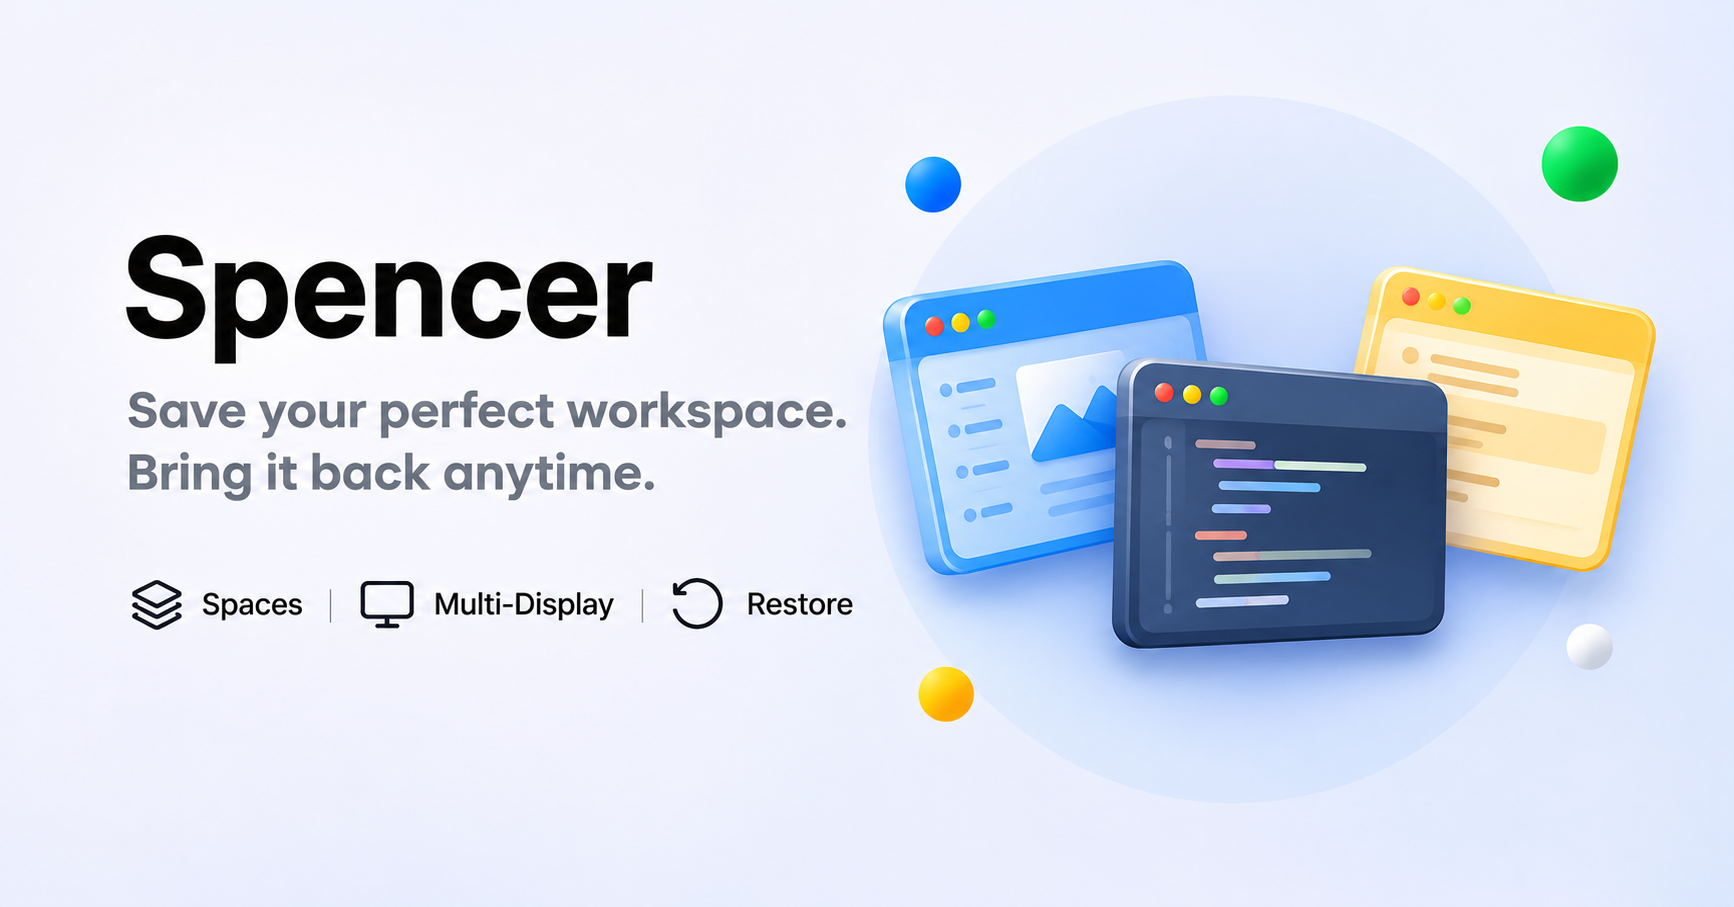 Spencer
Save your perfect workspace.
Bring it back anytime.
Spaces | Multi-Display | Restore